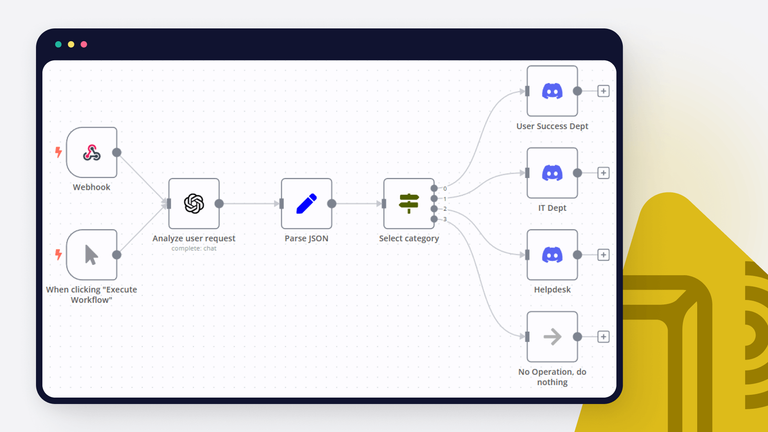 User Success Dept
Webhook
IT Dept
Analyze user request
complete: chat
Parse JSON
Select category
0
1
2
3
When clicking "Execute
Workflow"
Helpdesk
No Operation, do
nothing